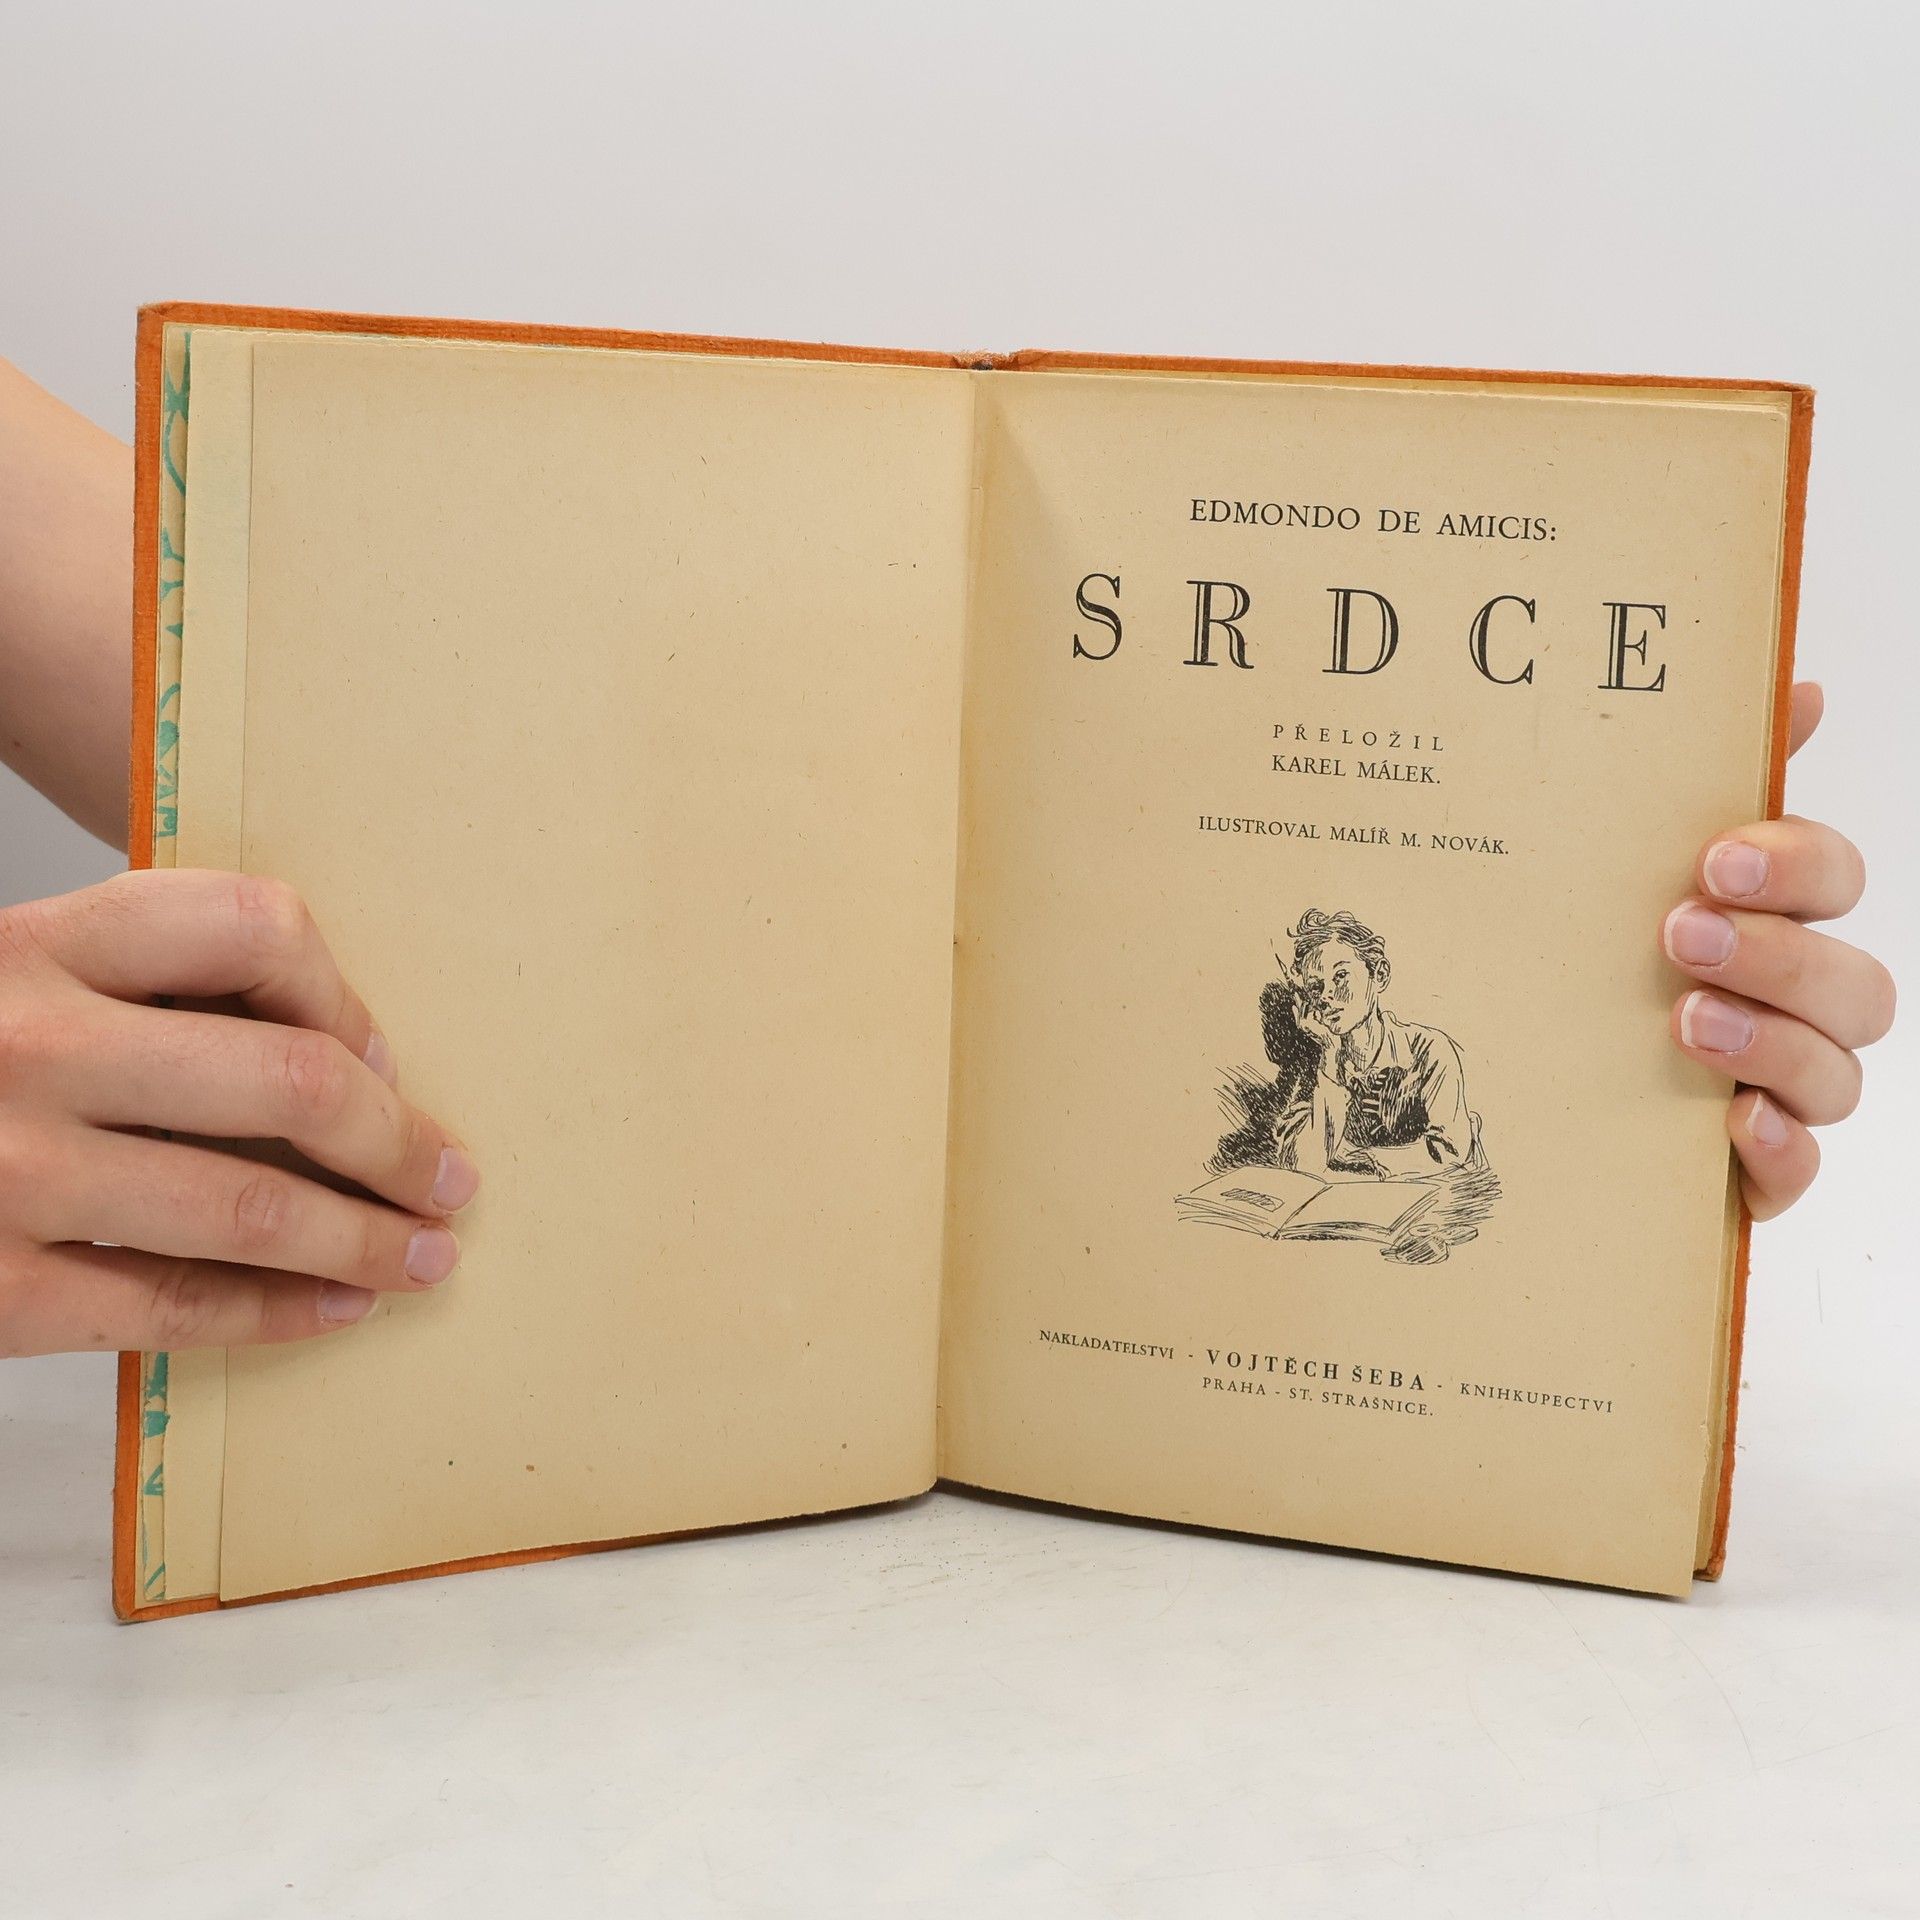 EDMONDO DE AMICIS:
SRDCE
PŘELOŽIL
KAREL MÁLEK.
ILUSTROVAL MALÍŘ M. NOVÁK.
NAKLADATELSTVÍ - VOJTĚCH ŠEBA - KNIHKUPECTVÍ
PRAHA - ST. STRAŠNICE.